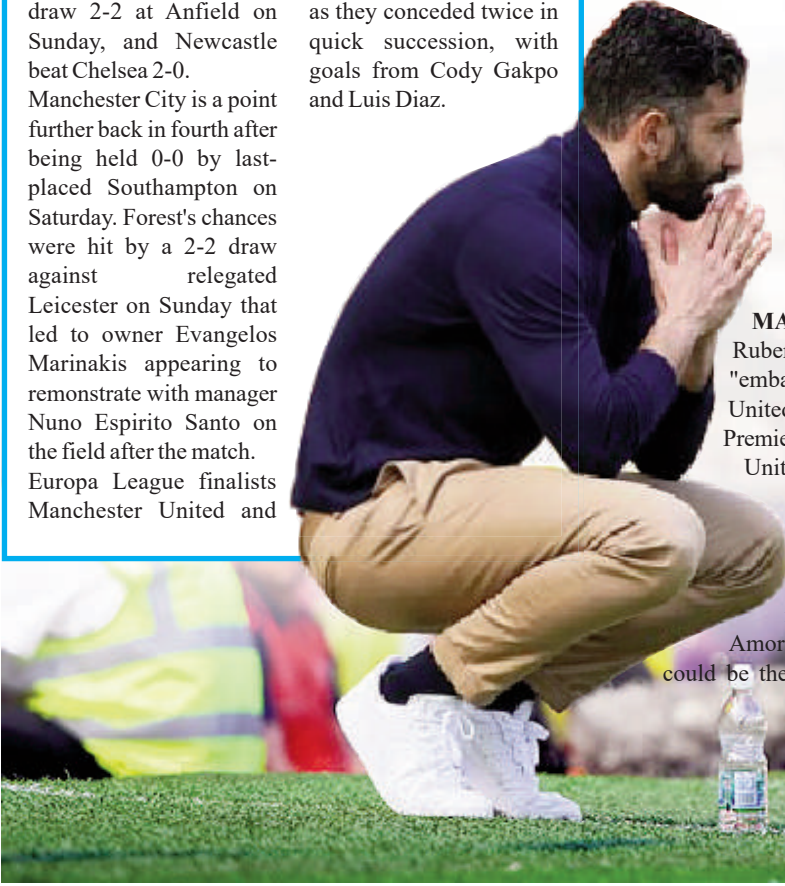 draw 2-2 at Anfield on
Sunday, and Newcastle
beat Chelsea 2-0.
Manchester City is a point
further back in fourth after
being held 0-0 by last-
placed Southampton on
Saturday. Forest's chances
were hit by a 2-2 draw
against relegated
Leicester on Sunday that
led to owner Evangelos
Marinakis appearing to
remonstrate with manager
Nuno Espirito Santo on
the field after the match.
Europa League finalists
Manchester United and
as they conceded twice in
quick succession, with
goals from Cody Gakpo
and Luis Diaz.
MA
Ruber
"emba
United
Premie
Unit
Amor
could be the